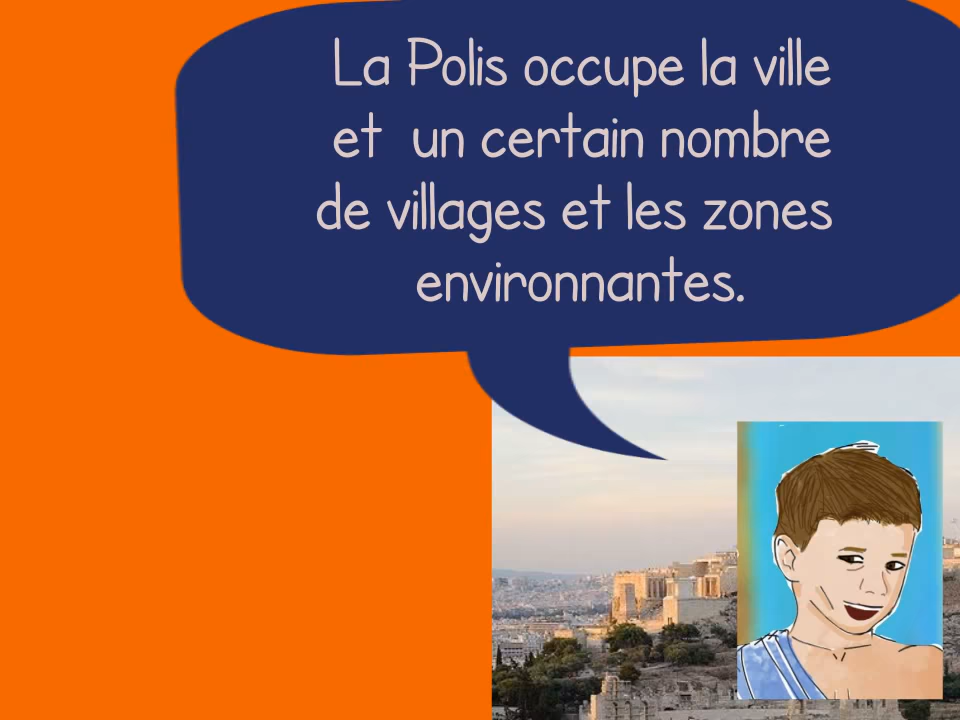 La Polis occupe la ville
et un certain nombre
de villages et les zones
environnantes.